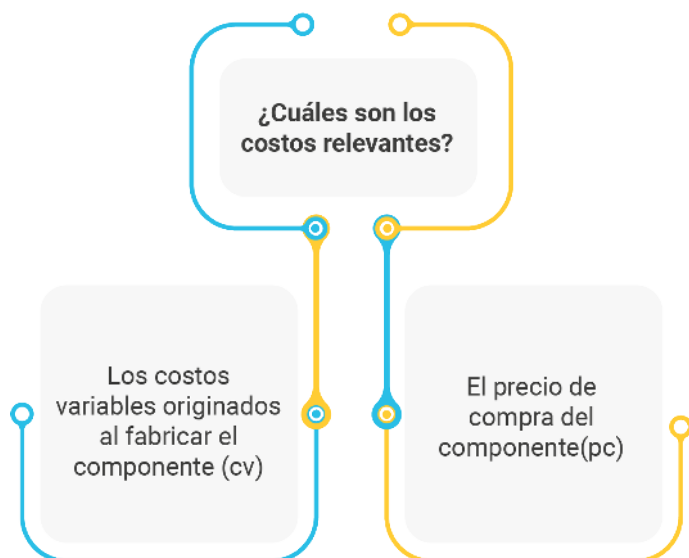 ¿Cuáles son los
costos relevantes?
Los costos
variables originados
al fabricar el
componente (cv)
El precio de
compra del
componente(pc)